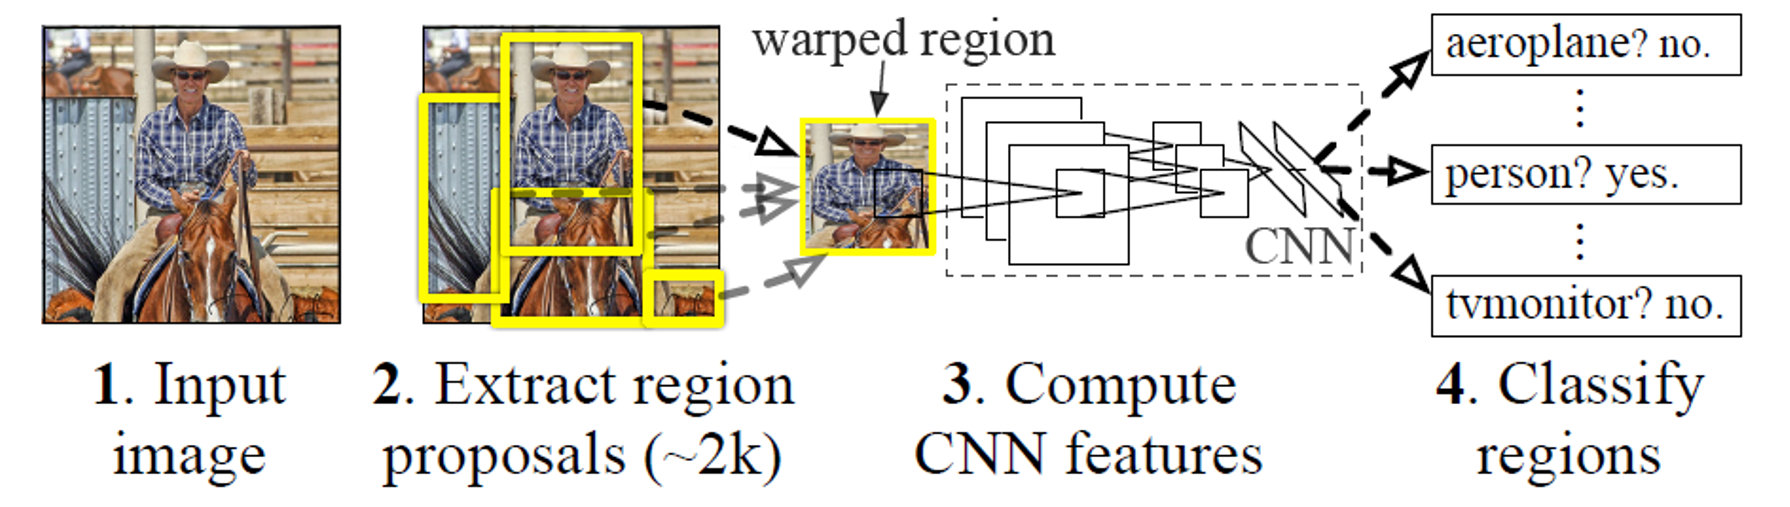 warped region
aeroplane? no.
person? yes.
CNN
tvmonitor? no.
1. Input
image
2. Extract region
proposals (~2k)
3. Compute
CNN features
4. Classify
regions